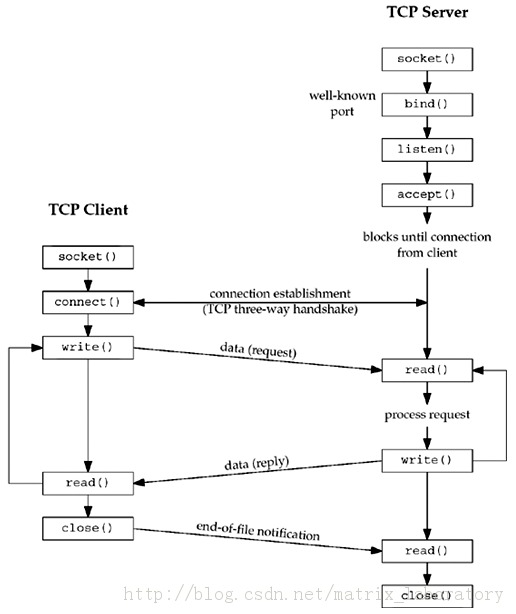 TCP Server
socket()
well-known
port
bind()
listen()
accept()
TCP Client
blocks until connection
from client
socket()
connect()
connection establishment
(TCP three-way handshake)
write()
data (request)
read()
process request
write()
data (reply)
read()
close()
end-of-file notification
read()
close()
http://blog.csdn.net/matrix_laboratory